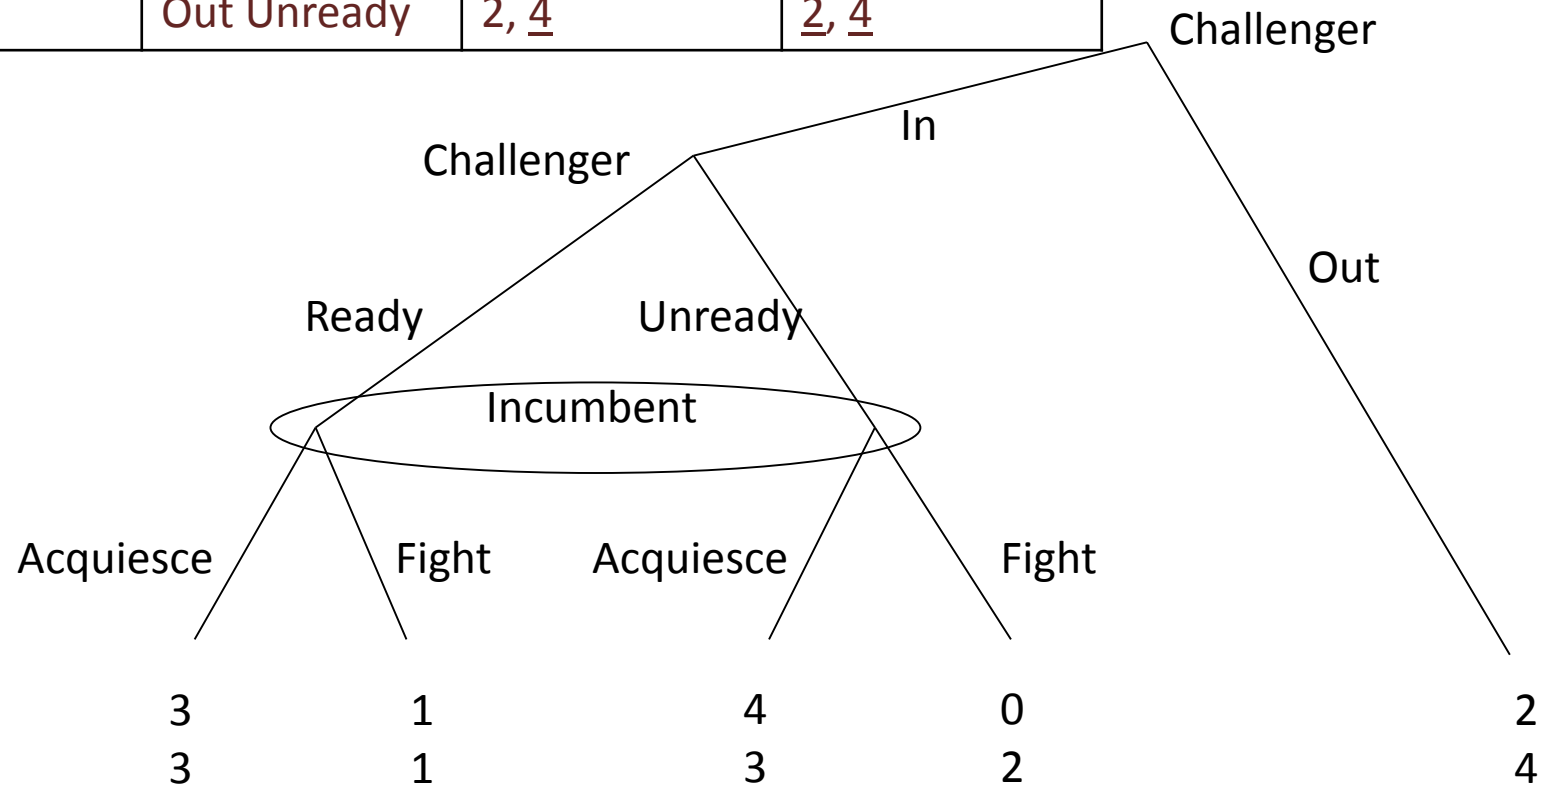 Out Unready 2, 4 2, 4
Challenger
In
Challenger
Out
Ready Unready
Incumbent
Acquiesce Fight Acquiesce Fight
3 1 4 0 2
3 1 3 2 4